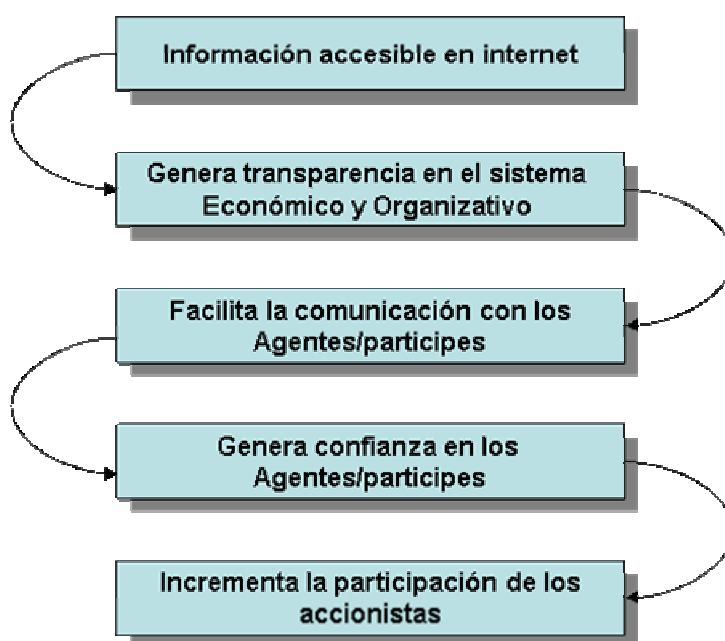 Información accesible en internet
Genera transparencia en el sistema
Económico y Organizativo
Facilita la comunicación con los
Agentes/participes
Genera confianza en los
Agentes/participes
Incrementa la participación de los
accionistas